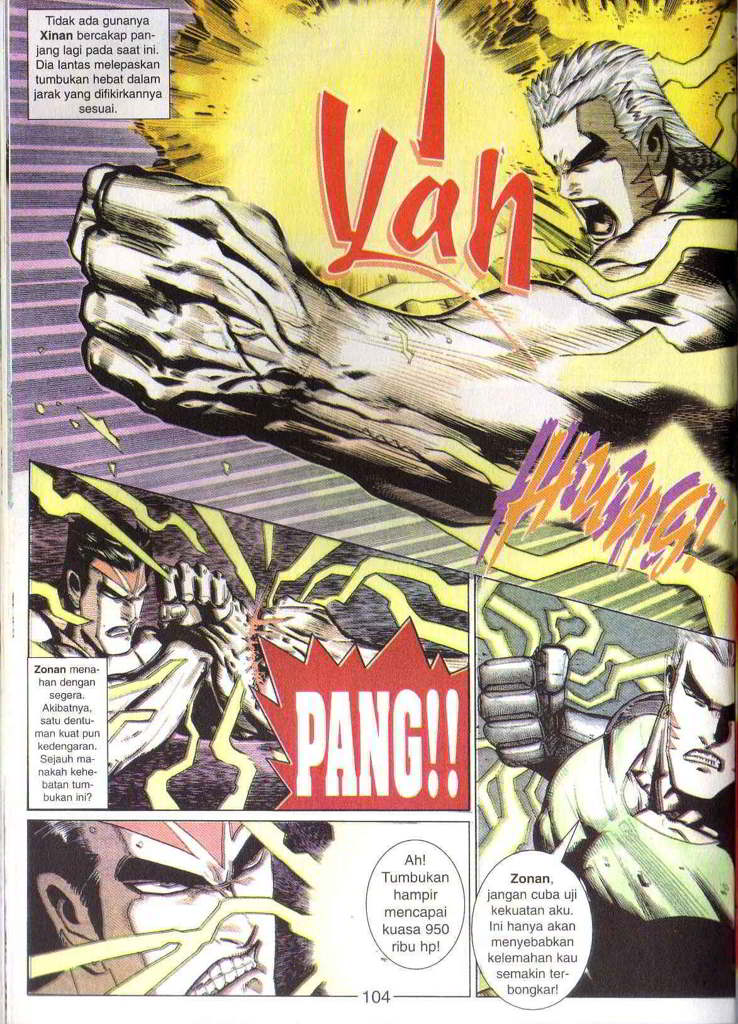 Tidak ada gunanya
Xinan bercakap pan-
jang lagi pada saat ini.
Dia lantas melepaskan
tumbukan hebat dalam
jarak yang difikirkannya
sesuai.
Yah
Hung!
Zonan mena-
han dengan
segera.
Akibatnya,
satu dentu-
man kuat pun
kedengaran.
Sejauh ma-
nakah kehe-
batan tum-
bukan ini?
PANG!!
Zonan,
jangan cuba uji
kekuatan aku.
Ini hanya akan
menyebabkan
kelemahan kau
semakin ter-
bongkar!
Ah!
Tumbukan
hampir
mencapai
kuasa 950
ribu hp!
104